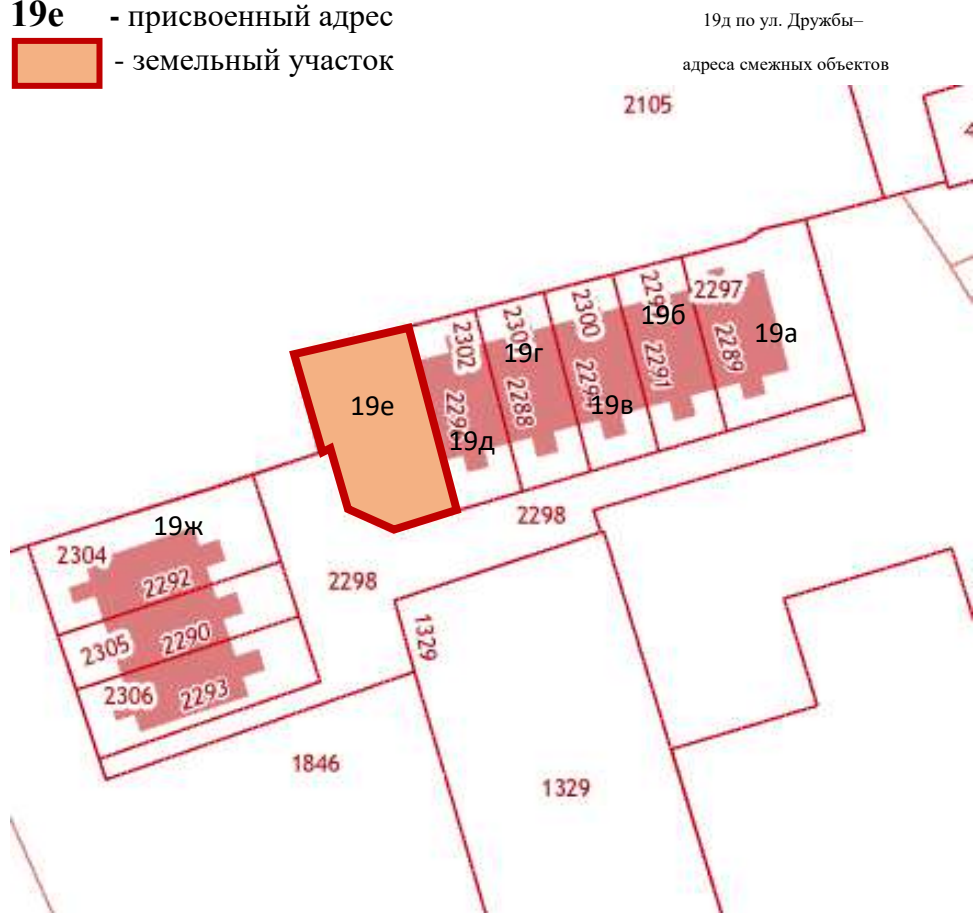 19е - присвоенный адрес
- земельный участок
19д по ул. Дружбы–
адреса смежных объектов
2105
2297
2300
19б
19а
2302
19г
2289
2291
19е
2288
19в
19д
2298
19ж
2304
2292
2298
2305
2290
1329
2306
2293
1846
1329